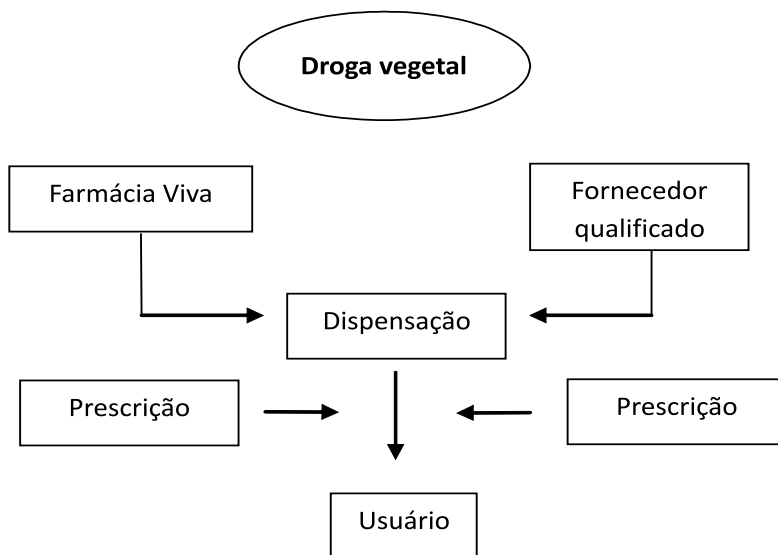 Droga vegetal
Farmácia Viva
Fornecedor
qualificado
Dispensação
Prescrição
Prescrição
Usuário